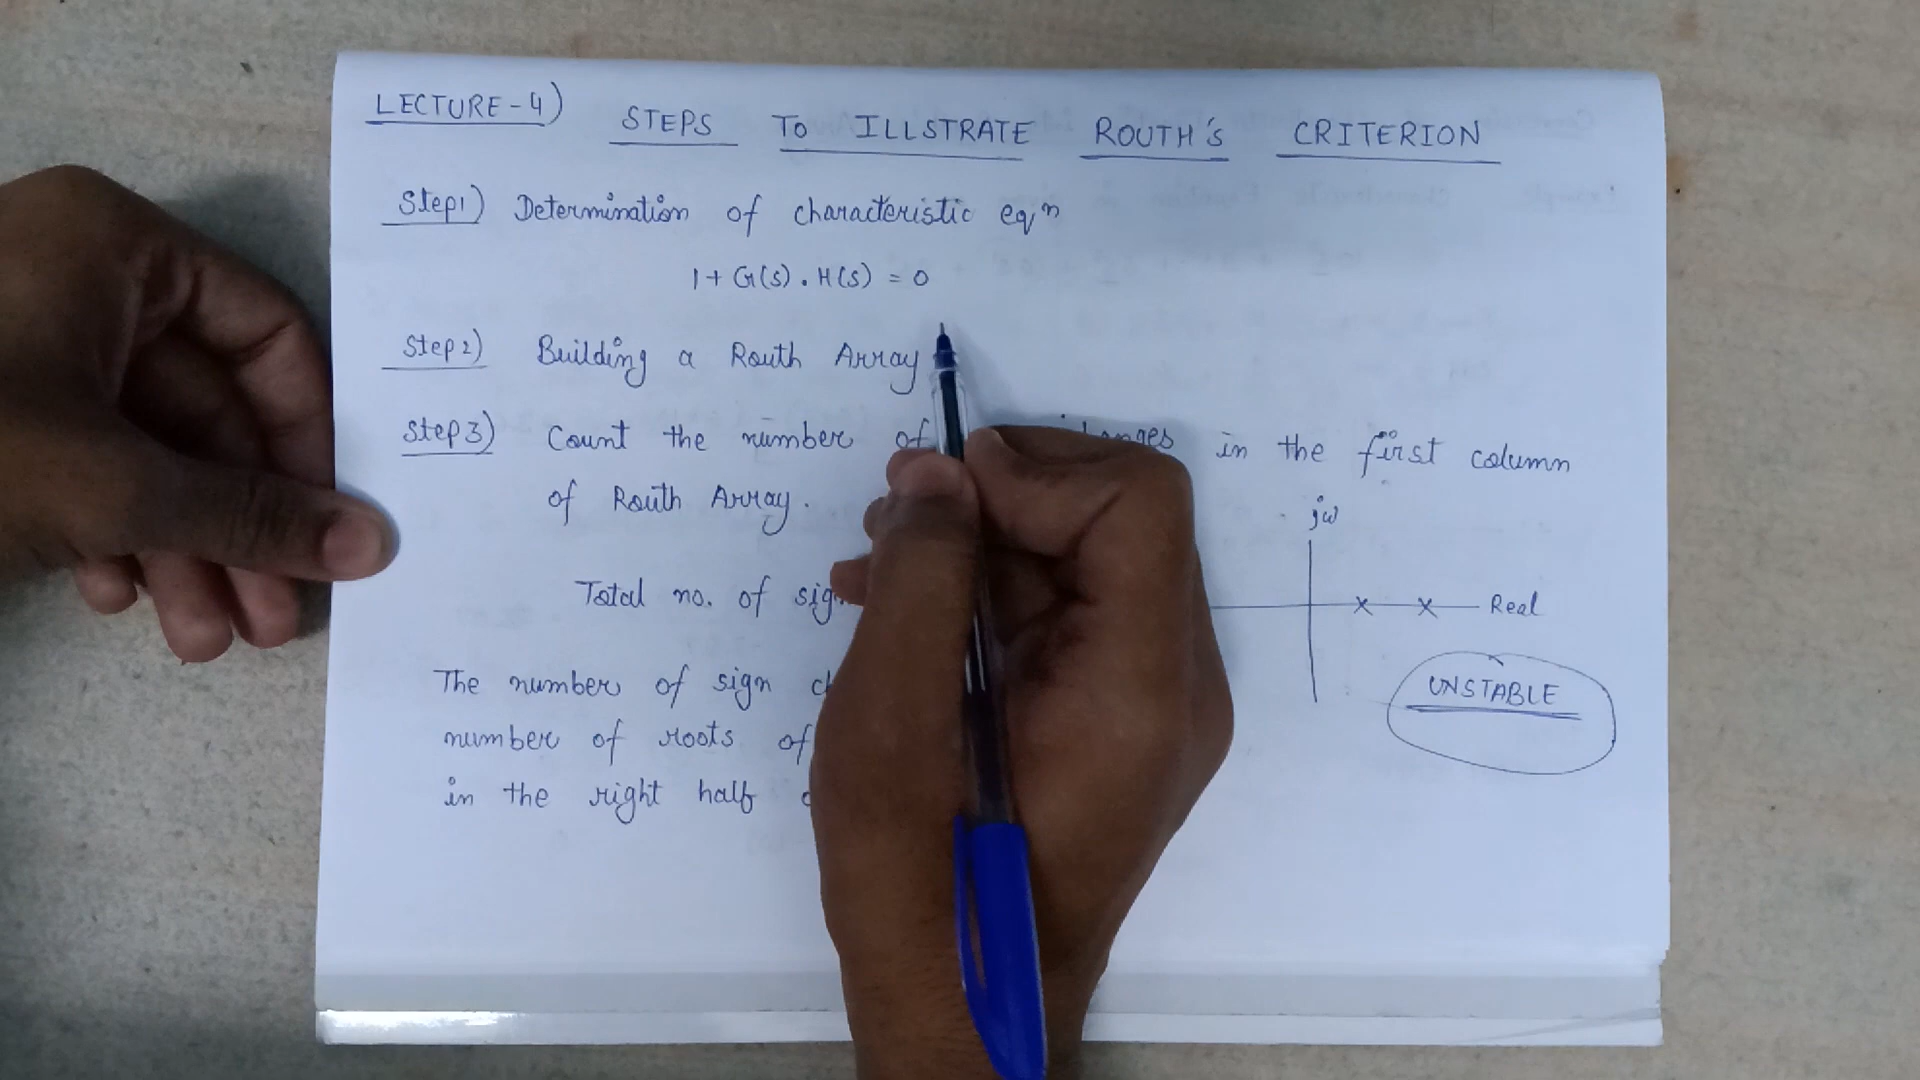 LECTURE-4)
STEPS TO ILLSTRATE ROUTH'S CRITERION
Step1) Determination of characteristic eqn
1 + G(s) . H(s) = 0
Step2) Building a Routh Array
Step3) Count the number of in the first column
of Routh Array.
jω
Total no. of
Real
The number of sign
UNSTABLE
number of roots of
in the right half